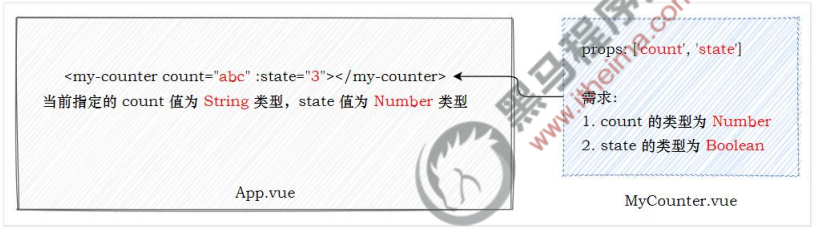 <my-counter count="abc" :state="3"></my-counter>
当前指定的 count 值为 String 类型，state 值为 Number 类型
App.vue
props: ['count', 'state']
需求：
1. count 的类型为 Number
2. state 的类型为 Boolean
MyCounter.vue
黑马程序员
www.itheima.com